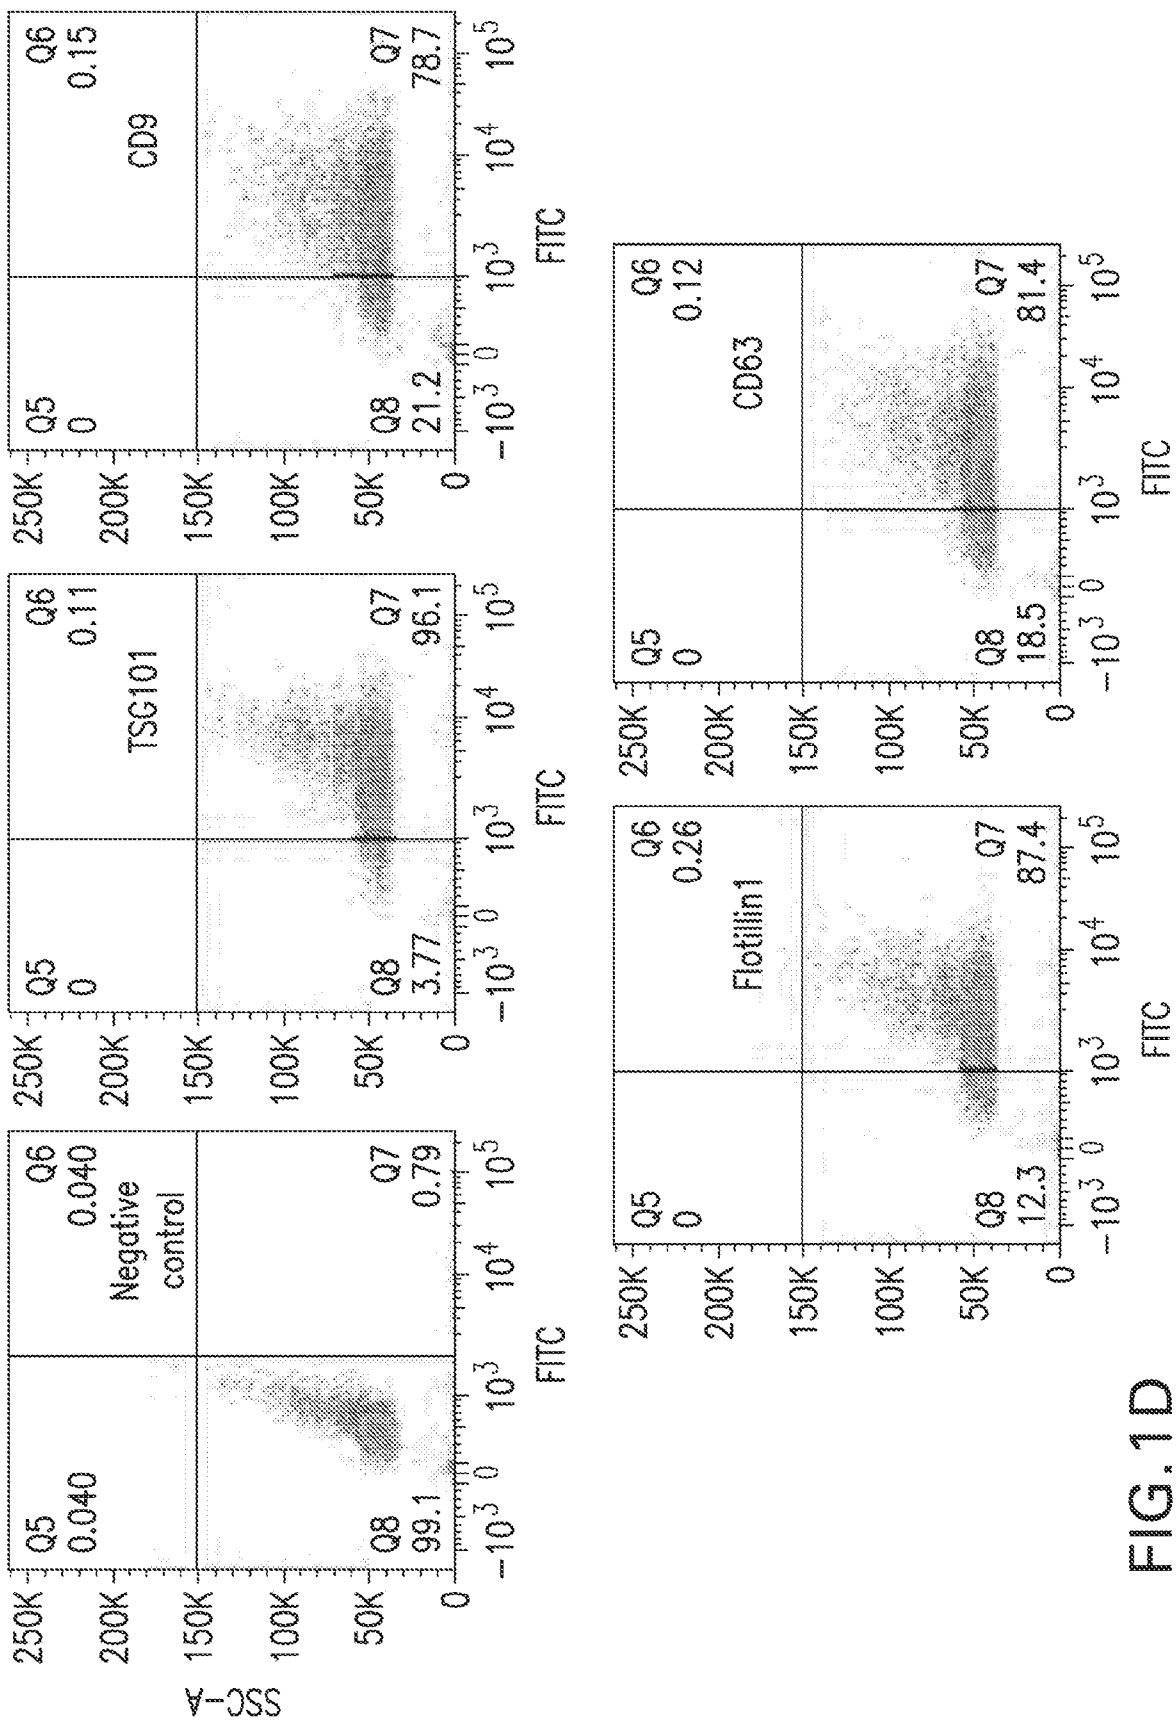 SSC-A
250K
200K
150K
100K
50K
0
Q5
0.040
Q6
0.040
Negative
control
Q8
99.1
Q7
0.79
-10³
0
10³
10⁴
10⁵
FITC
250K
200K
150K
100K
50K
0
Q5
0
Q6
0.11
TSG101
Q8
3.77
Q7
96.1
-10³
0
10³
10⁴
10⁵
FITC
250K
200K
150K
100K
50K
0
Q5
0
Q6
0.15
CD9
Q8
21.2
Q7
78.7
-10³
0
10³
10⁴
10⁵
FITC
250K
200K
150K
100K
50K
0
Q5
0
Q6
0.26
Flotillin1
Q8
12.3
Q7
87.4
-10³
0
10³
10⁴
10⁵
FITC
250K
200K
150K
100K
50K
0
Q5
0
Q6
0.12
CD63
Q8
18.5
Q7
81.4
-10³
0
10³
10⁴
10⁵
FITC
FIG. 1D